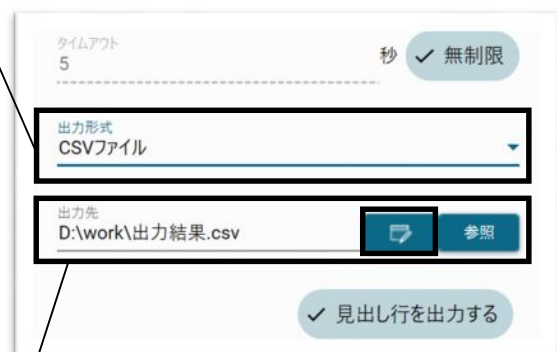 タイムアウト
5 秒 無制限
出力形式
CSVファイル
出力先
D:\work\出力結果.csv 参照
見出し行を出力する